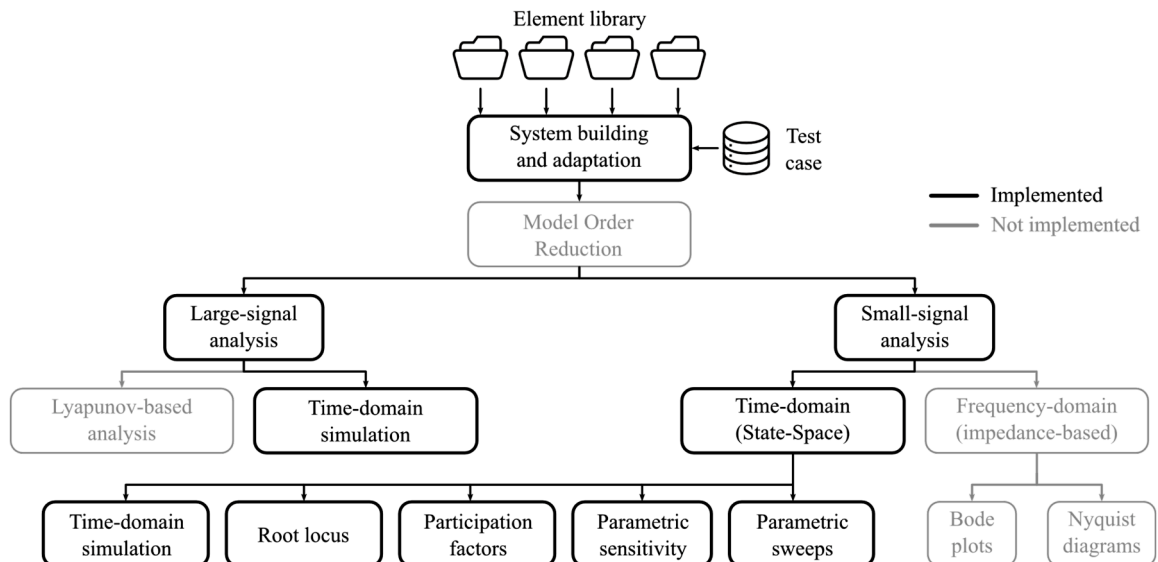 Element library
System building
and adaptation
Test
case
Implemented
Not implemented
Model Order
Reduction
Large-signal
analysis
Small-signal
analysis
Lyapunov-based
analysis
Time-domain
simulation
Time-domain
(State-Space)
Frequency-domain
(impedance-based)
Time-domain
simulation
Root locus
Participation
factors
Parametric
sensitivity
Parametric
sweeps
Bode
plots
Nyquist
diagrams